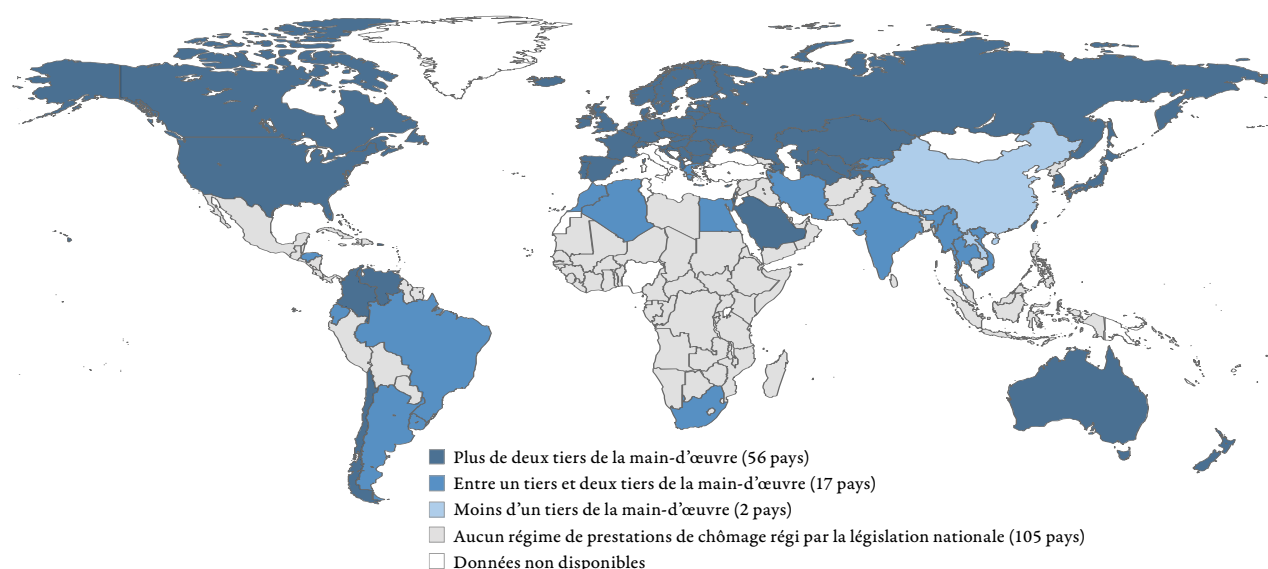 Plus de deux tiers de la main-d’œuvre (56 pays)
Entre un tiers et deux tiers de la main-d’œuvre (17 pays)
Moins d’un tiers de la main-d’œuvre (2 pays)
Aucun régime de prestations de chômage régi par la législation nationale (105 pays)
Données non disponibles